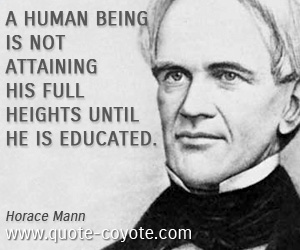 A HUMAN BEING
IS NOT
ATTAINING
HIS FULL
HEIGHTS UNTIL
HE IS EDUCATED.
Horace Mann
www.quote-coyote.com